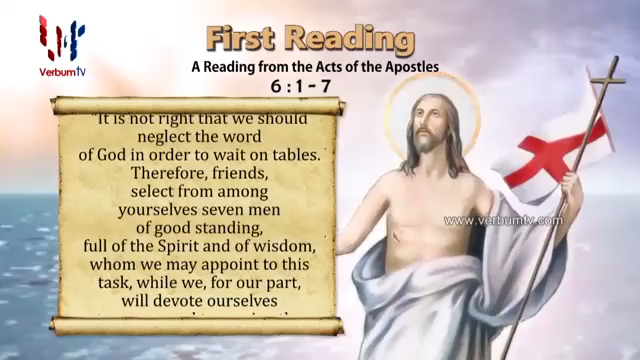 VerbumTV
First Reading
A Reading from the Acts of the Apostles
6 : 1 - 7
"It is not right that we should
neglect the word
of God in order to wait on tables.
Therefore, friends,
select from among
yourselves seven men
of good standing,
full of the Spirit and of wisdom,
whom we may appoint to this
task, while we, for our part,
will devote ourselves
www.verbumtv.com